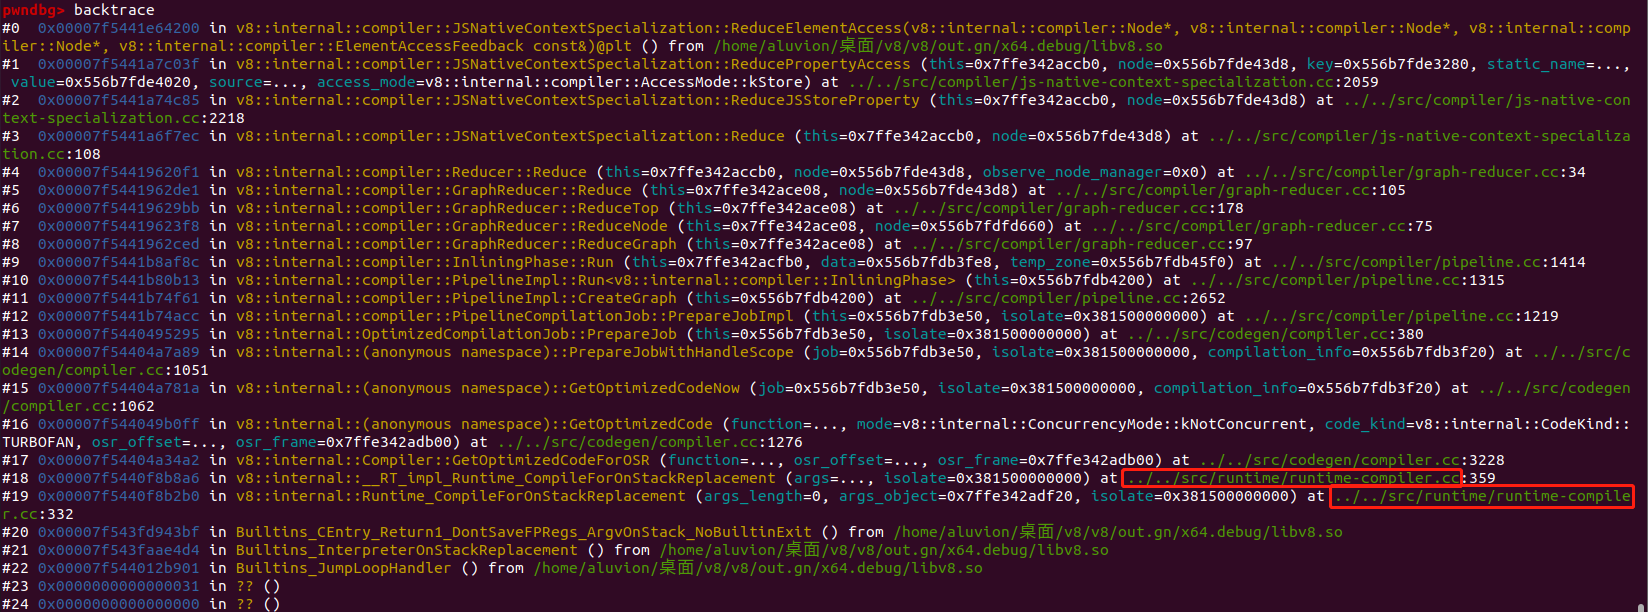 pwndbg> backtrace
#0  0x00007f5441e64200 in v8::internal::compiler::JSNativeContextSpecialization::ReduceElementAccess(v8::internal::compiler::Node*, v8::internal::compiler::Node*, v8::internal::comp
iler::Node*, v8::internal::compiler::ElementAccessFeedback const&)@plt () from /home/aluvion/桌面/v8/v8/out.gn/x64.debug/libv8.so
#1  0x00007f5441a7c03f in v8::internal::compiler::JSNativeContextSpecialization::ReducePropertyAccess (this=0x7ffe342accb0, node=0x556b7fde43d8, key=0x556b7fde3280, static_name=...,
 value=0x556b7fde4020, source=..., access_mode=v8::internal::compiler::AccessMode::kStore) at ../../src/compiler/js-native-context-specialization.cc:2059
#2  0x00007f5441a74c85 in v8::internal::compiler::JSNativeContextSpecialization::ReduceJSStoreProperty (this=0x7ffe342accb0, node=0x556b7fde43d8) at ../../src/compiler/js-native-con
text-specialization.cc:2218
#3  0x00007f5441a6f7ec in v8::internal::compiler::JSNativeContextSpecialization::Reduce (this=0x7ffe342accb0, node=0x556b7fde43d8) at ../../src/compiler/js-native-context-specializa
tion.cc:108
#4  0x00007f54419620f1 in v8::internal::compiler::Reducer::Reduce (this=0x7ffe342accb0, node=0x556b7fde43d8, observe_node_manager=0x0) at ../../src/compiler/graph-reducer.cc:34
#5  0x00007f5441962de1 in v8::internal::compiler::GraphReducer::Reduce (this=0x7ffe342ace08, node=0x556b7fde43d8) at ../../src/compiler/graph-reducer.cc:105
#6  0x00007f54419629bb in v8::internal::compiler::GraphReducer::ReduceTop (this=0x7ffe342ace08) at ../../src/compiler/graph-reducer.cc:178
#7  0x00007f54419623f8 in v8::internal::compiler::GraphReducer::ReduceNode (this=0x7ffe342ace08, node=0x556b7fdfd660) at ../../src/compiler/graph-reducer.cc:75
#8  0x00007f5441962ced in v8::internal::compiler::GraphReducer::ReduceGraph (this=0x7ffe342ace08) at ../../src/compiler/graph-reducer.cc:97
#9  0x00007f5441b8af8c in v8::internal::compiler::InliningPhase::Run (this=0x7ffe342acfb0, data=0x556b7fdb3fe8, temp_zone=0x556b7fdb45f0) at ../../src/compiler/pipeline.cc:1414
#10 0x00007f5441b80b13 in v8::internal::compiler::PipelineImpl::Run<v8::internal::compiler::InliningPhase> (this=0x556b7fdb4200) at ../../src/compiler/pipeline.cc:1315
#11 0x00007f5441b74f61 in v8::internal::compiler::PipelineImpl::CreateGraph (this=0x556b7fdb4200) at ../../src/compiler/pipeline.cc:2652
#12 0x00007f5441b74acc in v8::internal::compiler::PipelineCompilationJob::PrepareJobImpl (this=0x556b7fdb3e50, isolate=0x381500000000) at ../../src/compiler/pipeline.cc:1219
#13 0x00007f5440495295 in v8::internal::OptimizedCompilationJob::PrepareJob (this=0x556b7fdb3e50, isolate=0x381500000000) at ../../src/codegen/compiler.cc:380
#14 0x00007f54404a7a89 in v8::internal::(anonymous namespace)::PrepareJobWithHandleScope (job=0x556b7fdb3e50, isolate=0x381500000000, compilation_info=0x556b7fdb3f20) at ../../src/c
odegen/compiler.cc:1051
#15 0x00007f54404a781a in v8::internal::(anonymous namespace)::GetOptimizedCodeNow (job=0x556b7fdb3e50, isolate=0x381500000000, compilation_info=0x556b7fdb3f20) at ../../src/codegen
/compiler.cc:1062
#16 0x00007f544049b0ff in v8::internal::(anonymous namespace)::GetOptimizedCode (function=..., mode=v8::internal::ConcurrencyMode::kNotConcurrent, code_kind=v8::internal::CodeKind::
TURBOFAN, osr_offset=..., osr_frame=0x7ffe342adb00) at ../../src/codegen/compiler.cc:1276
#17 0x00007f54404a34a2 in v8::internal::Compiler::GetOptimizedCodeForOSR (function=..., osr_offset=..., osr_frame=0x7ffe342adb00) at ../../src/codegen/compiler.cc:3228
#18 0x00007f5440f8b8a6 in v8::internal::__RT_impl_Runtime_CompileForOnStackReplacement (args=..., isolate=0x381500000000) at ../../src/runtime/runtime-compiler.cc:359
#19 0x00007f5440f8b2b0 in v8::internal::Runtime_CompileForOnStackReplacement (args_length=0, args_object=0x7ffe342adf20, isolate=0x381500000000) at ../../src/runtime/runtime-compile
r.cc:332
#20 0x00007f543fd943bf in Builtins_CEntry_Return1_DontSaveFPRegs_ArgvOnStack_NoBuiltinExit () from /home/aluvion/桌面/v8/v8/out.gn/x64.debug/libv8.so
#21 0x00007f543faae4d4 in Builtins_InterpreterOnStackReplacement () from /home/aluvion/桌面/v8/v8/out.gn/x64.debug/libv8.so
#22 0x00007f544012b901 in Builtins_JumpLoopHandler () from /home/aluvion/桌面/v8/v8/out.gn/x64.debug/libv8.so
#23 0x0000000000000031 in ?? ()
#24 0x0000000000000000 in ?? ()